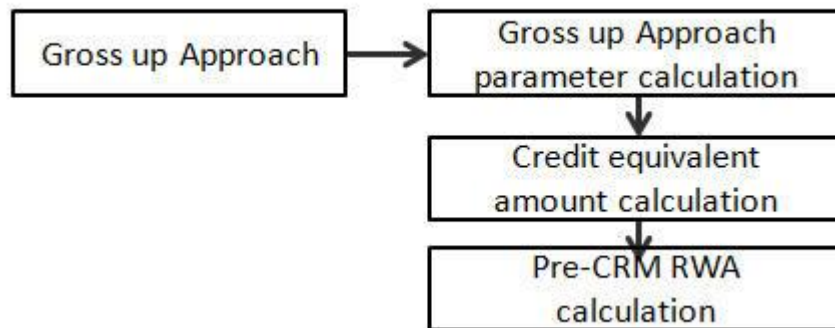 Gross up Approach
Gross up Approach
parameter calculation
Credit equivalent
amount calculation
Pre-CRM RWA
calculation